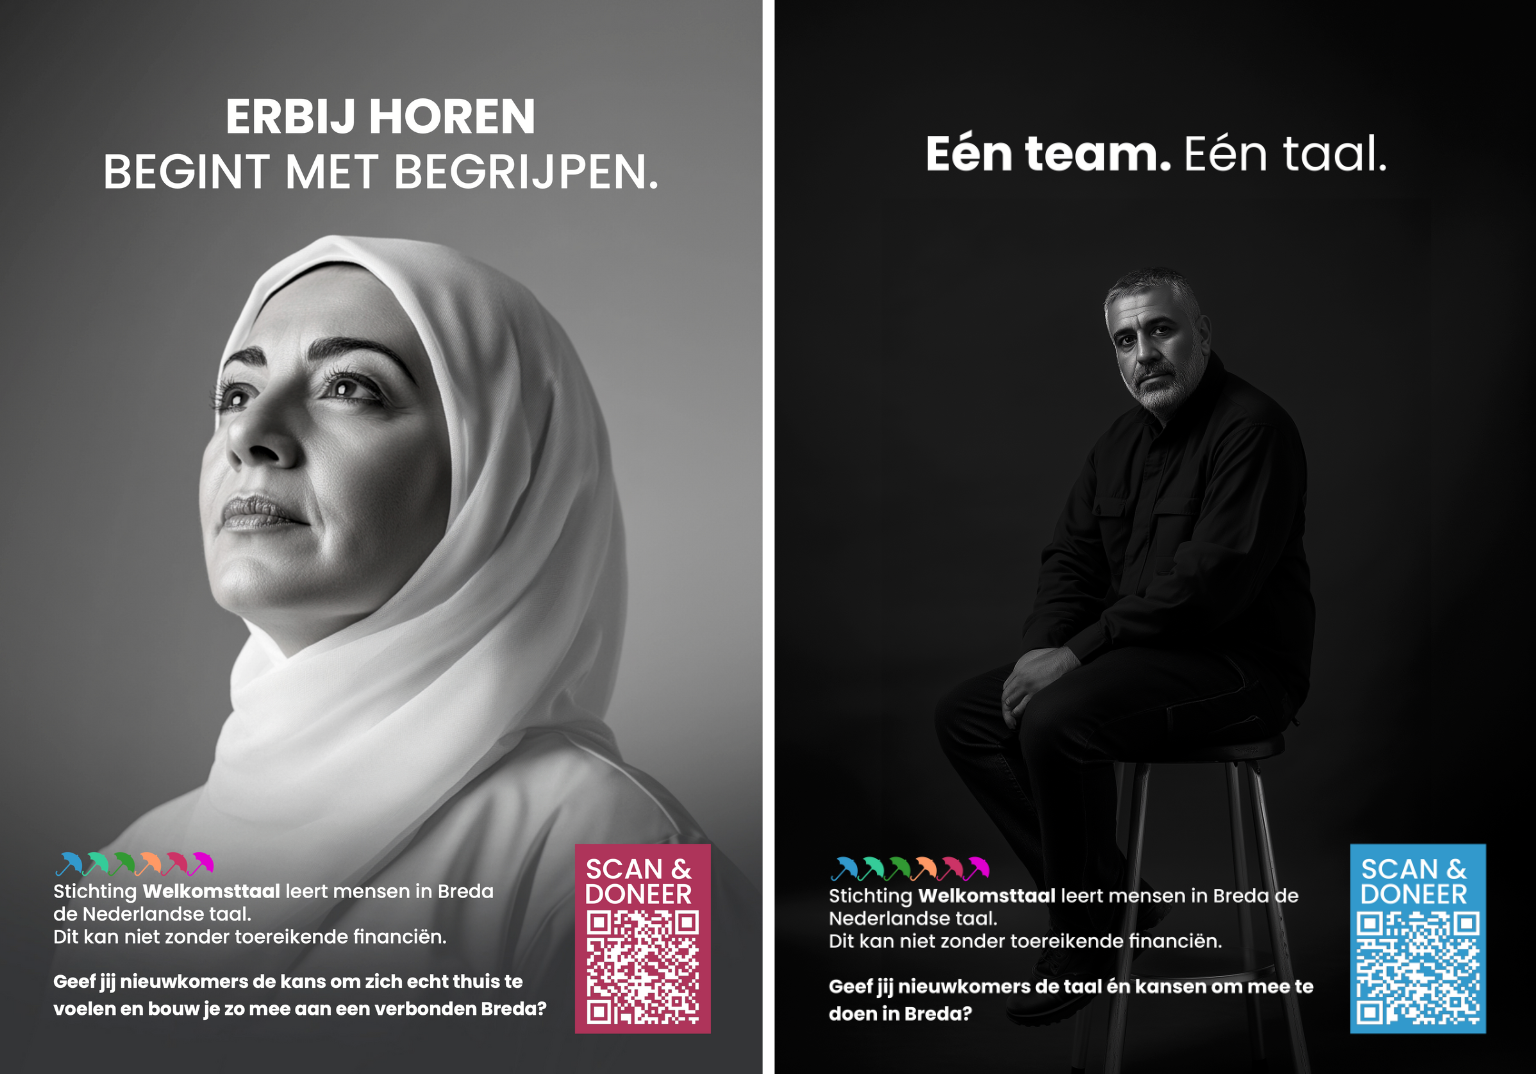 ERBIJ HOREN
BEGINT MET BEGRIJPEN.
Stichting Welkomsttaal leert mensen in Breda
de Nederlandse taal.
Dit kan niet zonder toereikende financiën.
Geef jij nieuwkomers de kans om zich echt thuis te
voelen en bouw je zo mee aan een verbonden Breda?
SCAN &
DONEER
Eén team. Eén taal.
Stichting Welkomsttaal leert mensen in Breda de
Nederlandse taal.
Dit kan niet zonder toereikende financiën.
Geef jij nieuwkomers de taal én kansen om mee te
doen in Breda?
SCAN &
DONEER